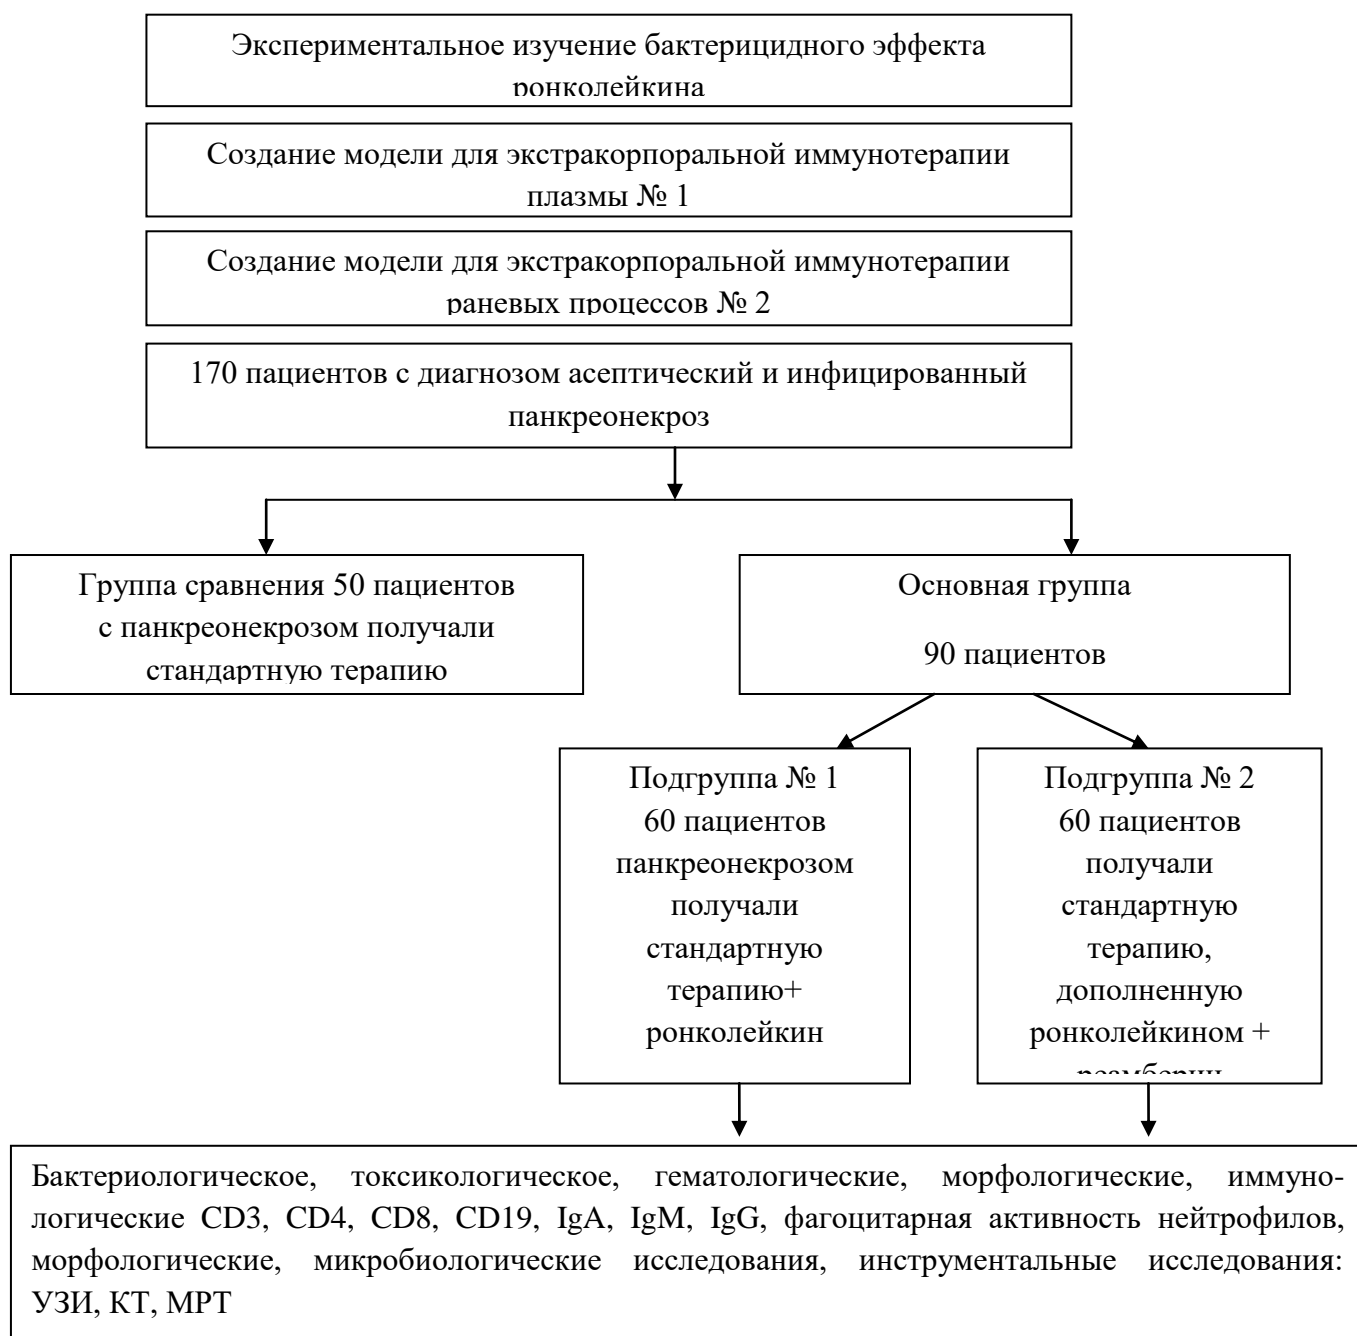 Экспериментальное изучение бактерицидного эффекта
ронколейкина
Создание модели для экстракорпоральной иммунотерапии
плазмы № 1
Создание модели для экстракорпоральной иммунотерапии
раневых процессов № 2
170 пациентов с диагнозом асептический и инфицированный
панкреонекроз
Группа сравнения 50 пациентов
с панкреонекрозом получали
стандартную терапию
Основная группа
90 пациентов
Подгруппа № 1
60 пациентов
панкреонекрозом
получали
стандартную
терапию+
ронколейкин
Подгруппа № 2
60 пациентов
получали
стандартную
терапию,
дополненную
ронколейкином +
Бактериологическое, токсикологическое, гематологические, морфологические, иммуно-
логические CD3, CD4, CD8, CD19, IgA, IgM, IgG, фагоцитарная активность нейтрофилов,
морфологические, микробиологические исследования, инструментальные исследования:
УЗИ, КТ, МРТ